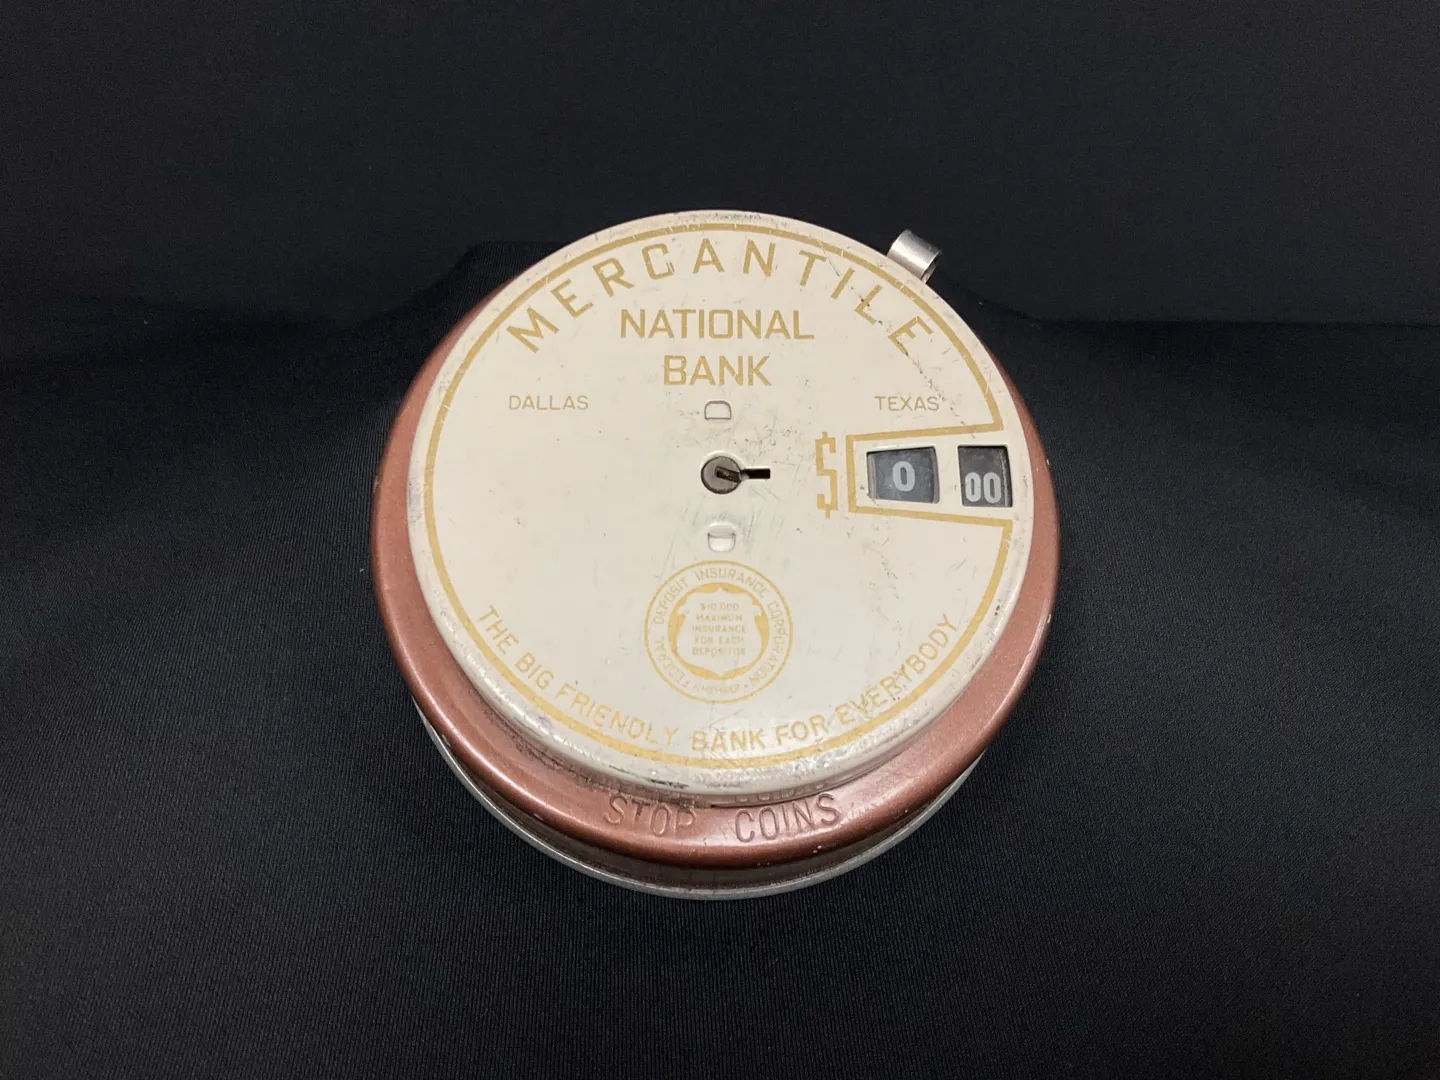 MERCANTILE
NATIONAL
BANK
DALLAS
TEXAS
$ 0 00
FEDERAL DEPOSIT INSURANCE CORPORATION
• MEMBER •
$10,000
MAXIMUM
INSURANCE
FOR EACH
DEPOSITOR
THE BIG FRIENDLY BANK FOR EVERYBODY
STOP COINS